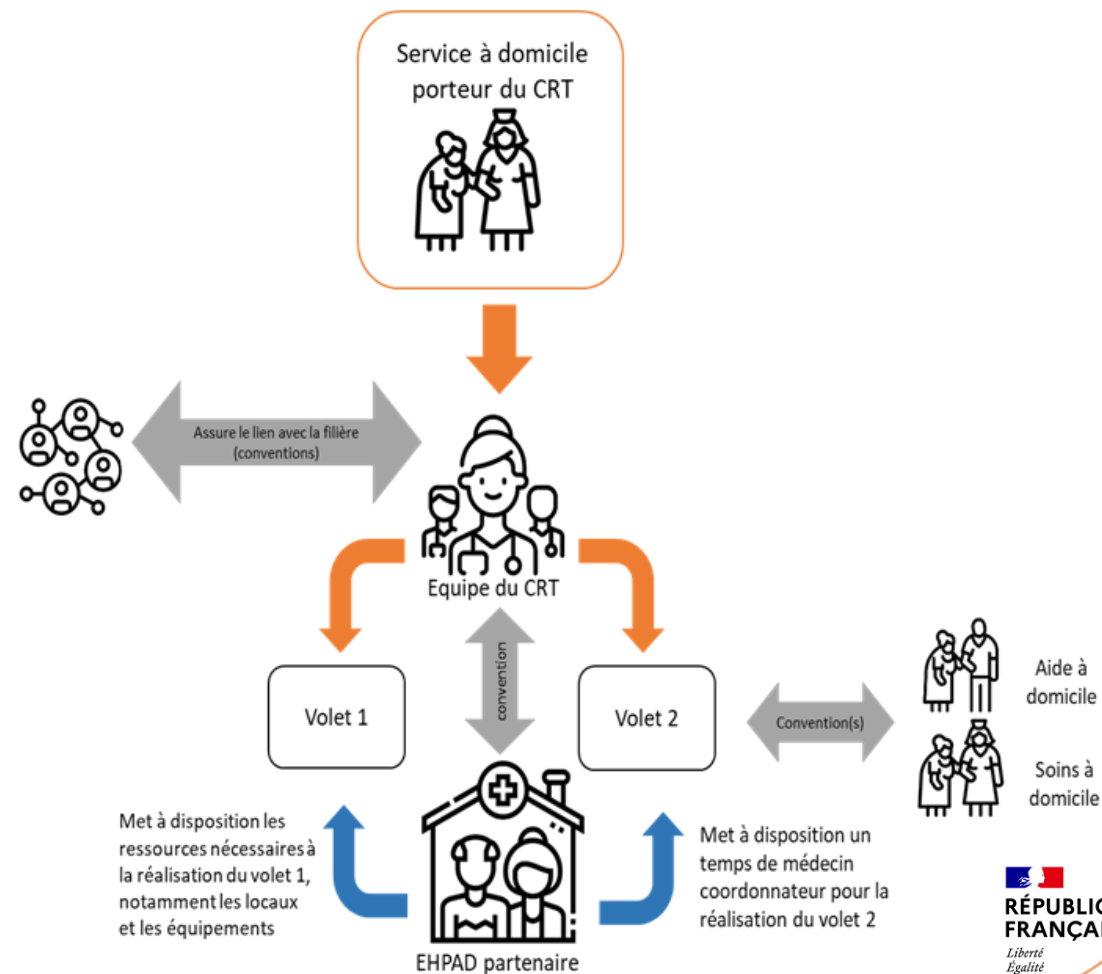 Service à domicile
porteur du CRT
Assure le lien avec la filière
(conventions)
Equipe du CRT
convention
Volet 1
Volet 2
Convention(s)
Aide à
domicile
Soins à
domicile
Met à disposition les
ressources nécessaires à
la réalisation du volet 1,
notamment les locaux
et les équipements
Met à disposition un
temps de médecin
coordonnateur pour la
réalisation du volet 2
EHPAD partenaire
RÉPUBLIC
FRANÇAI
Liberté
Égalité